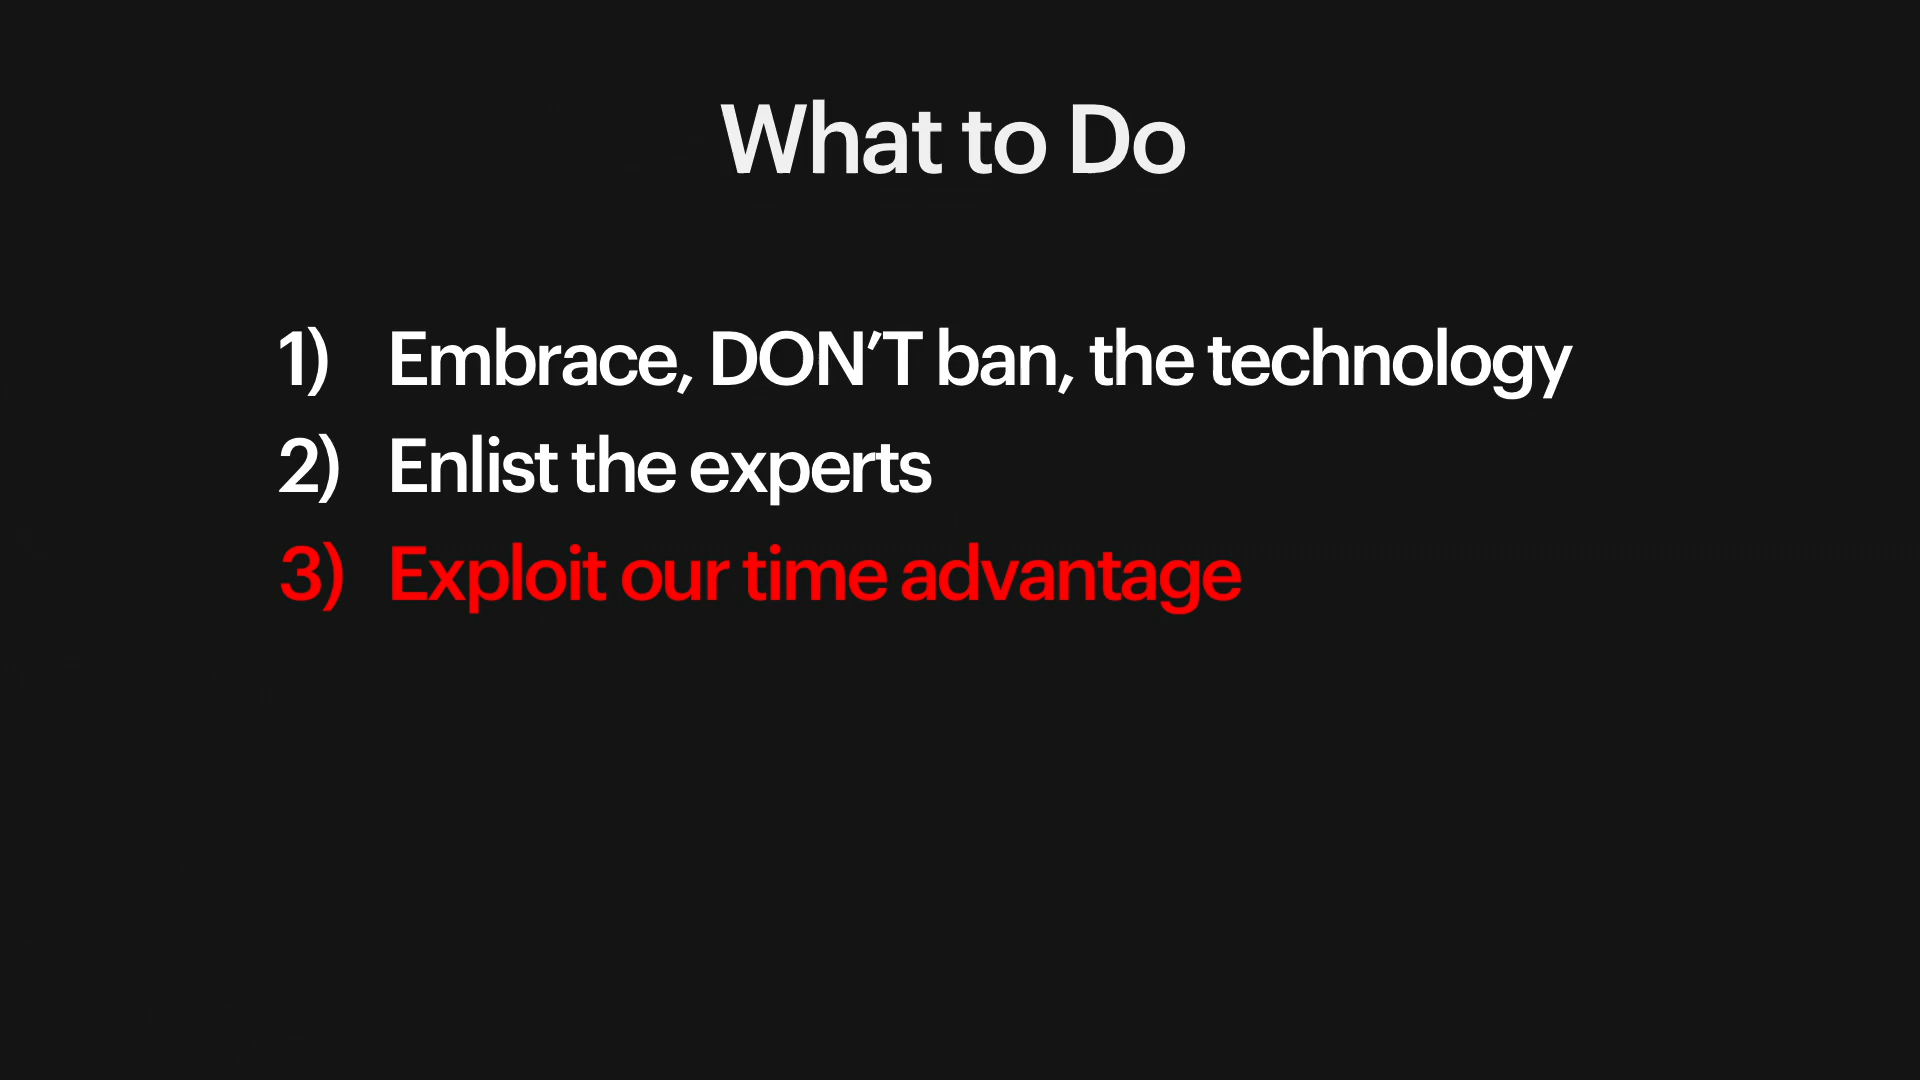 What to Do
1) Embrace, DON’T ban, the technology
2) Enlist the experts
3) Exploit our time advantage